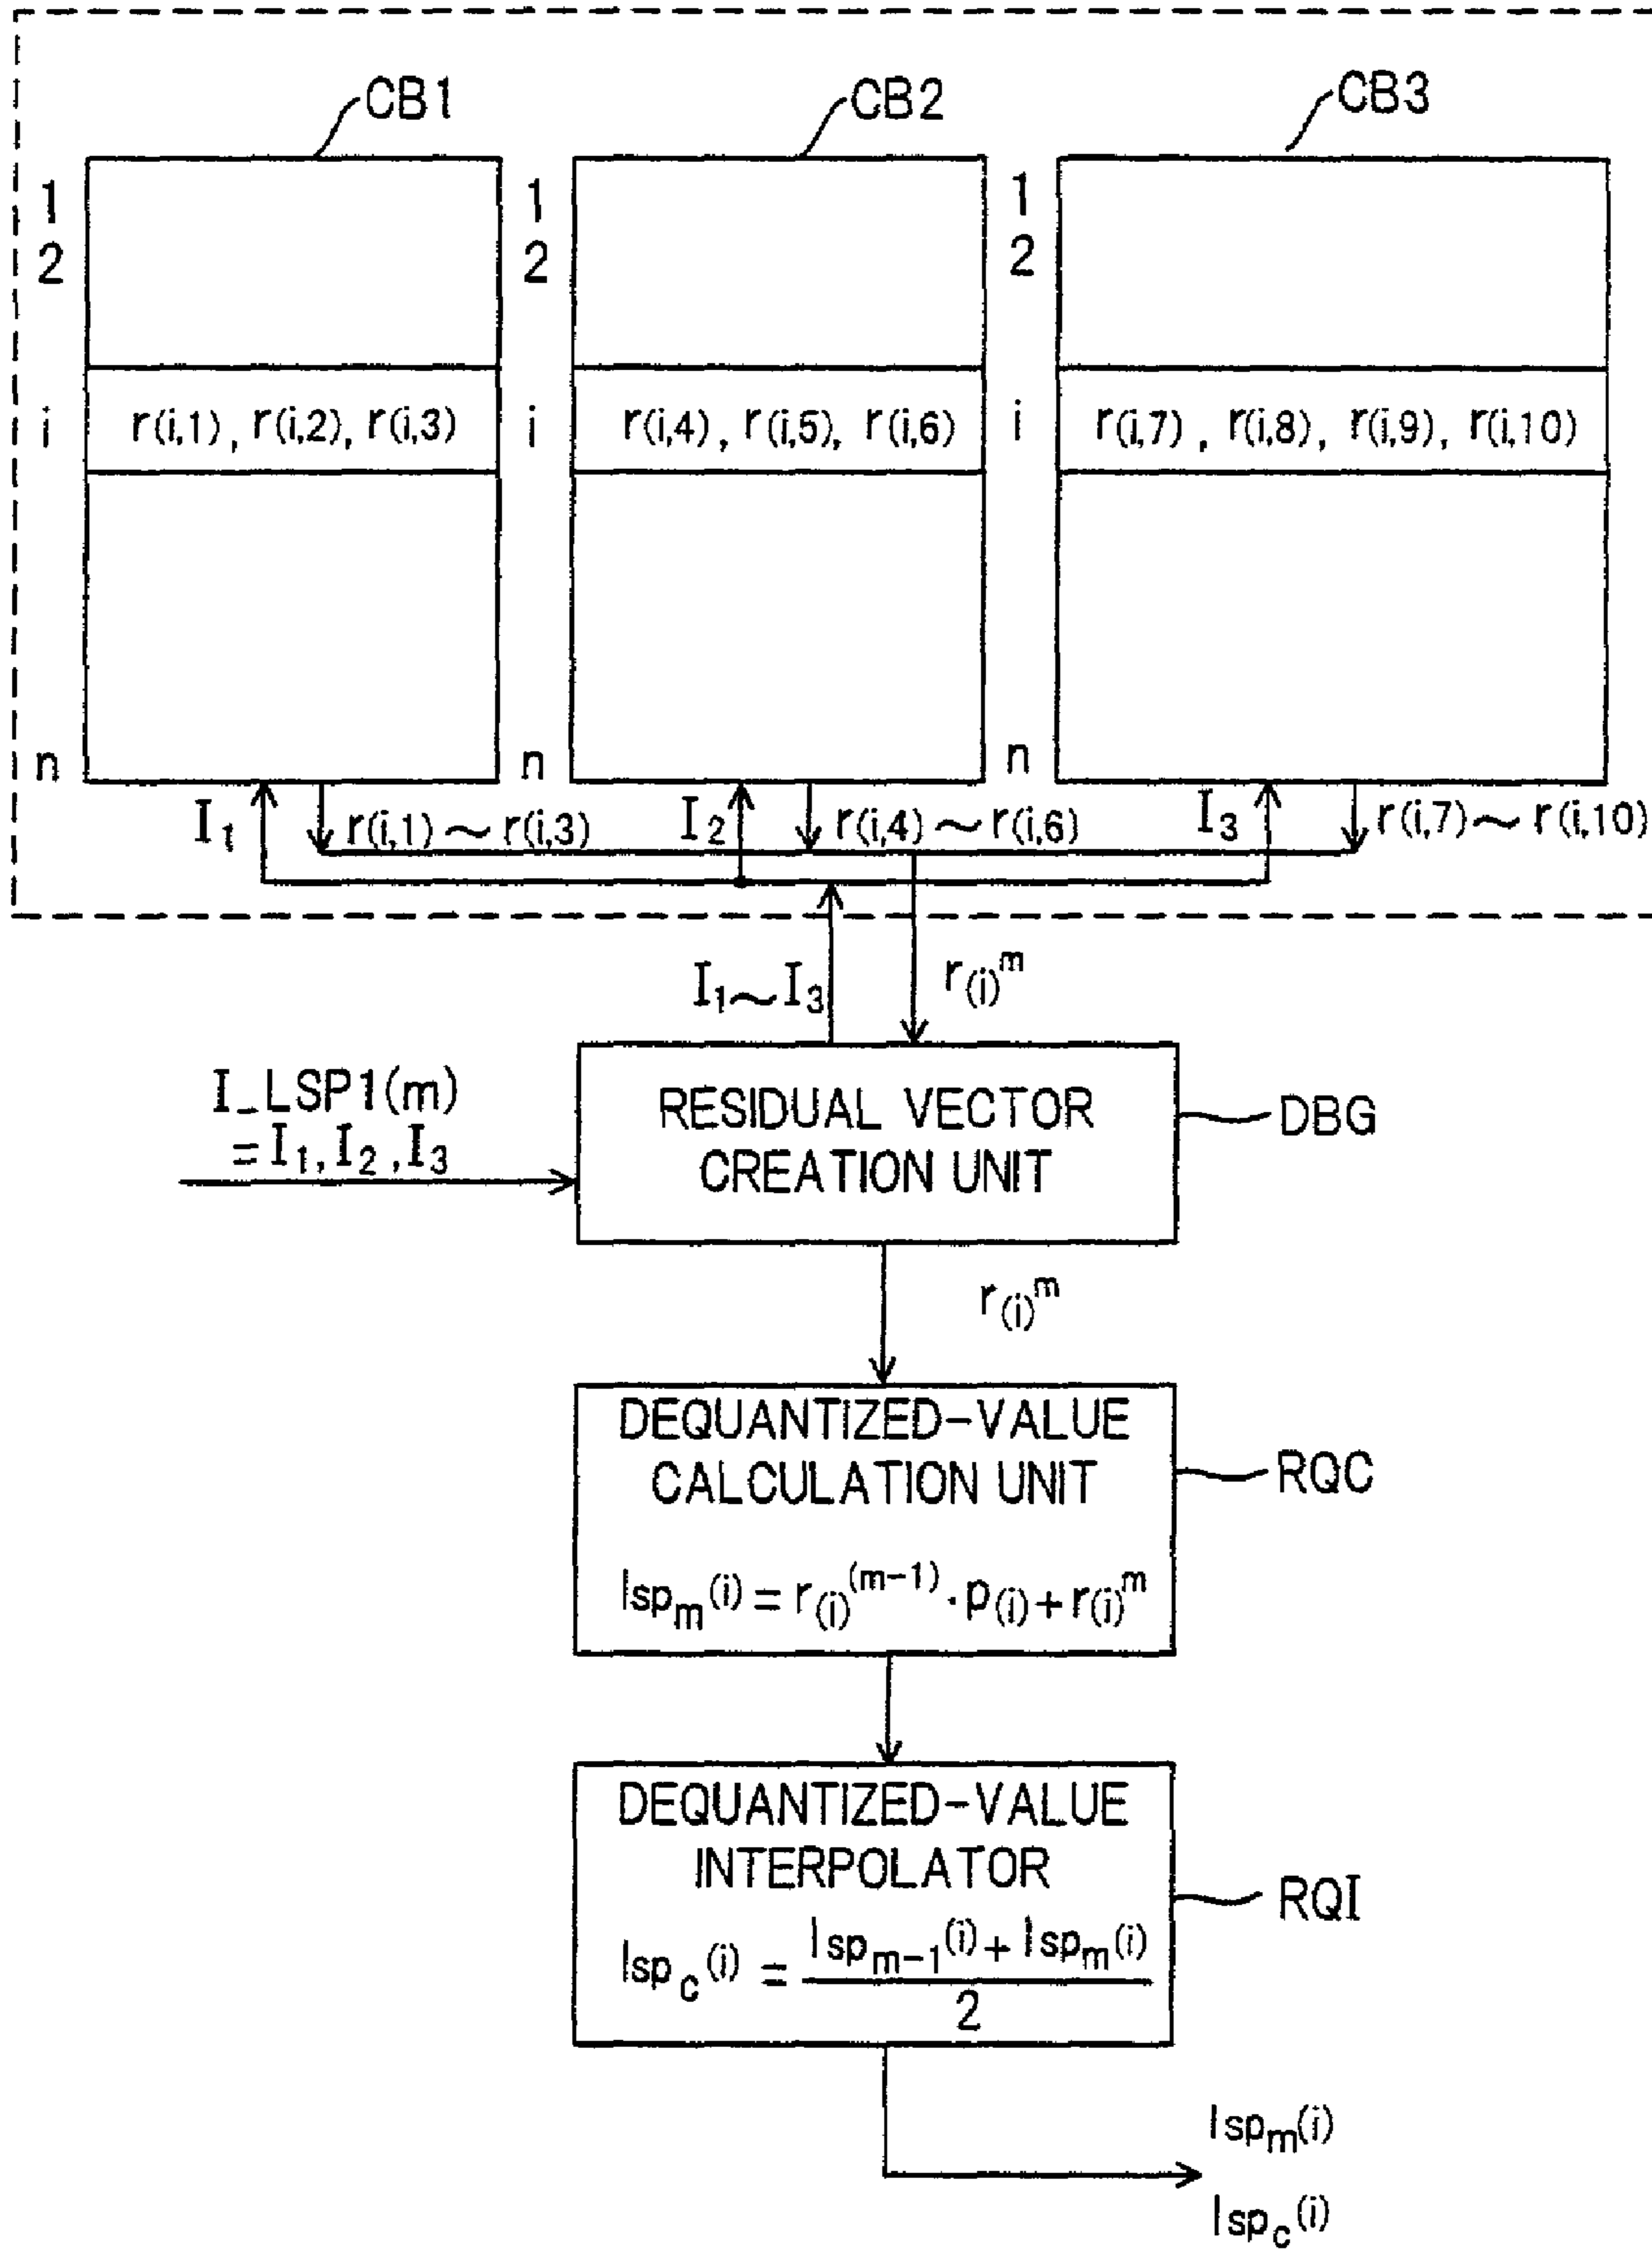 CB1 CB2 CB3
1 1 1
2 2 2
i r(i,1), r(i,2), r(i,3) i r(i,4), r(i,5), r(i,6) i r(i,7), r(i,8), r(i,9), r(i,10)
n n n
I₁ r(i,1)～r(i,3) I₂ r(i,4)～r(i,6) I₃ r(i,7)～r(i,10)
I₁～I₃ r(i)ᵐ
I_LSP1(m)
=I₁,I₂,I₃
RESIDUAL VECTOR
CREATION UNIT
DBG
r(i)ᵐ
DEQUANTIZED-VALUE
CALCULATION UNIT
RQC
lspₘ(i) = r(i)⁽ᵐ⁻¹⁾・p(i)+r(i)ᵐ
DEQUANTIZED-VALUE
INTERPOLATOR
RQI
lsp_c(i) = (lspₘ₋₁(i) + lspₘ(i)) / 2
lspₘ(i)
lsp_c(i)